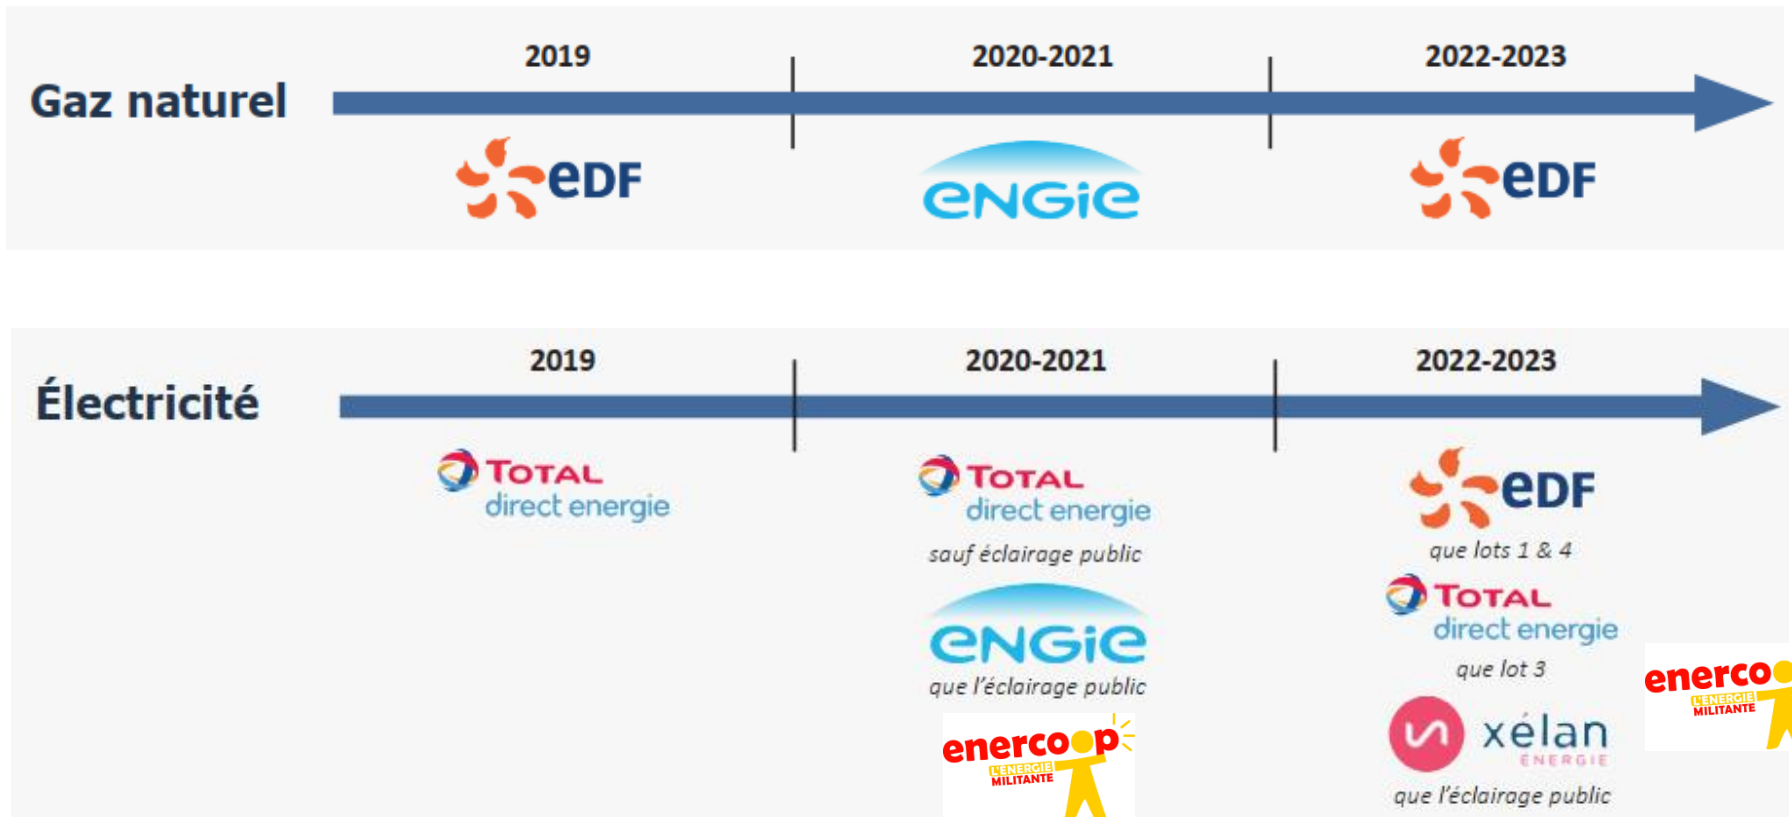 2019
2020-2021
2022-2023
Gaz naturel
eDF
eNGie
eDF
2019
2020-2021
2022-2023
Électricité
TOTAL
direct energie
TOTAL
direct energie
sauf éclairage public
eNGie
que l'éclairage public
enercoop
L'ÉNERGIE
MILITANTE
eDF
que lots 1 & 4
TOTAL
direct energie
que lot 3
xélan
ÉNERGIE
que l'éclairage public
enerco
L'ÉNERGIE
MILITANTE